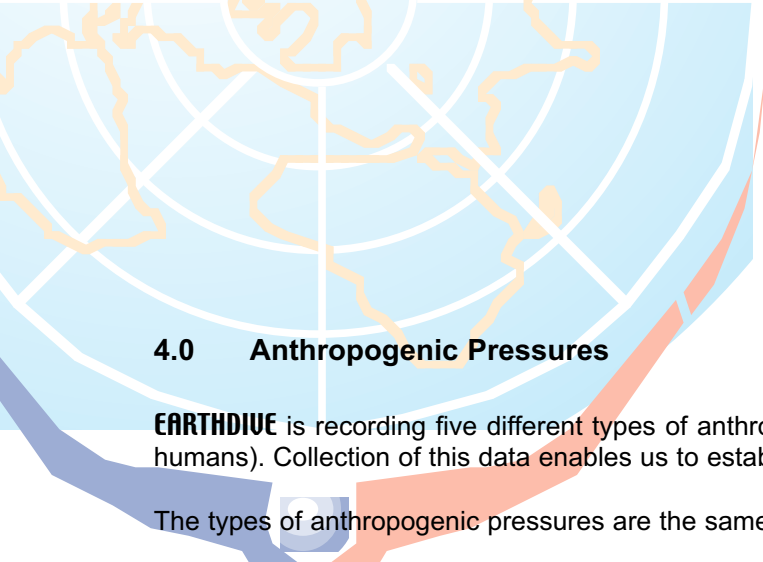 4.0 Anthropogenic Pressures
EARTHDIVE is recording five different types of anthro
humans). Collection of this data enables us to estab
The types of anthropogenic pressures are the same